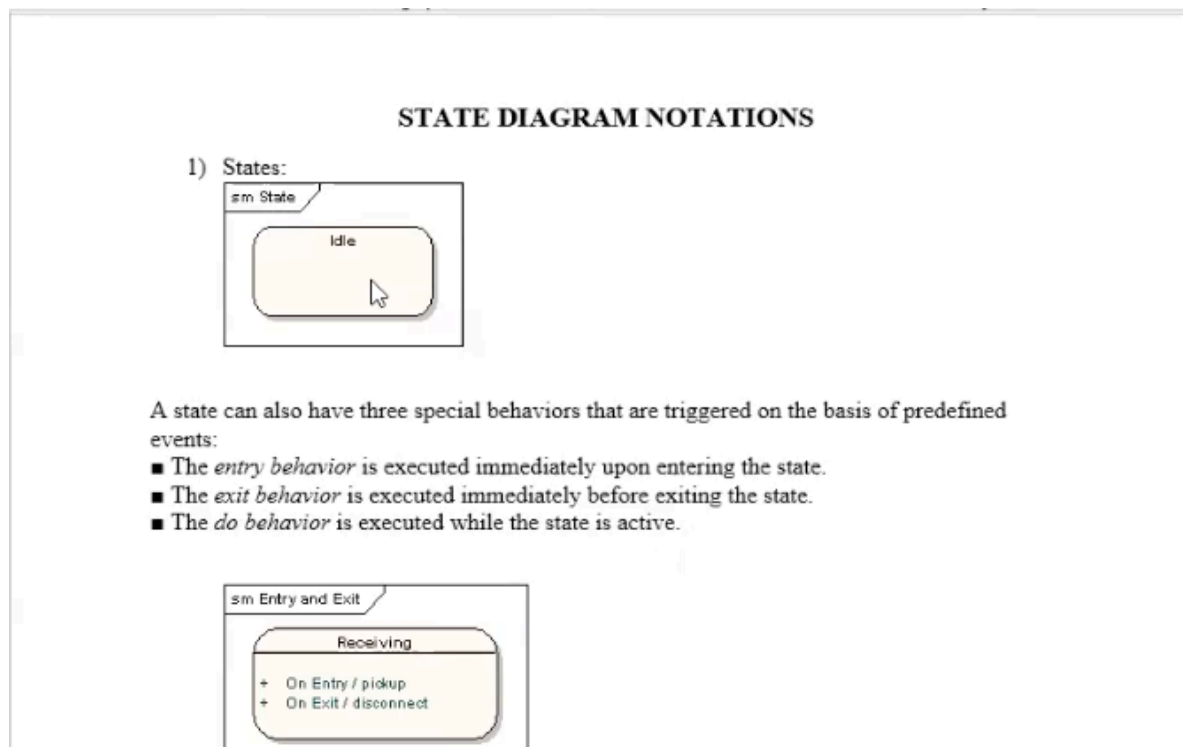 STATE DIAGRAM NOTATIONS
1) States:
sm State
Idle
A state can also have three special behaviors that are triggered on the basis of predefined
events:
■ The entry behavior is executed immediately upon entering the state.
■ The exit behavior is executed immediately before exiting the state.
■ The do behavior is executed while the state is active.
sm Entry and Exit
Receiving
+ On Entry / pickup
+ On Exit / disconnect